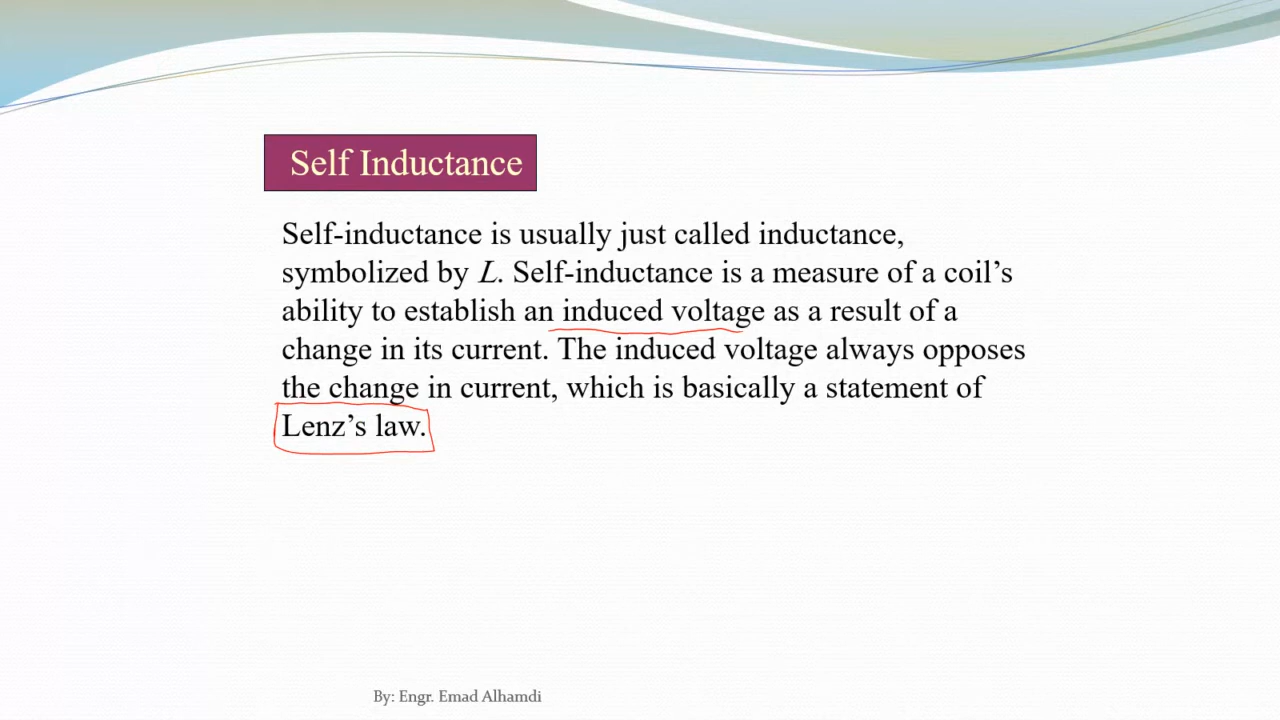 Self Inductance
Self-inductance is usually just called inductance,
symbolized by L. Self-inductance is a measure of a coil’s
ability to establish an induced voltage as a result of a
change in its current. The induced voltage always opposes
the change in current, which is basically a statement of
Lenz’s law.
By: Engr. Emad Alhamdi